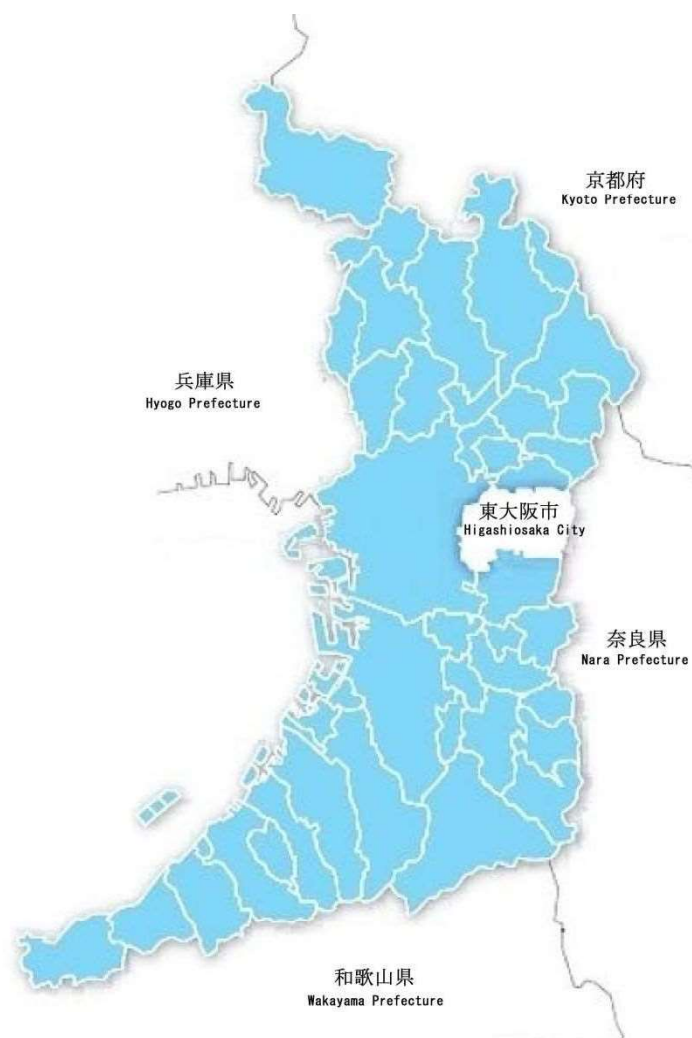 京都府
Kyoto Prefecture
兵庫県
Hyogo Prefecture
東大阪市
Higashiosaka City
奈良県
Nara Prefecture
和歌山県
Wakayama Prefecture